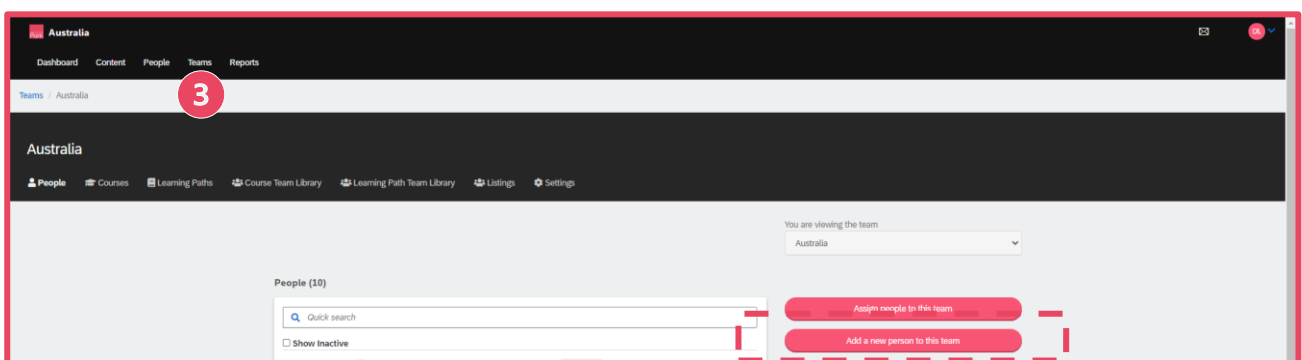 Australia
DL
Dashboard Content People Teams Reports
Teams / Australia
3
Australia
People Courses Learning Paths Course Team Library Learning Path Team Library Listings Settings
You are viewing the team
Australia
People (10)
Quick search
Assign people to this team
Show Inactive
Add a new person to this team